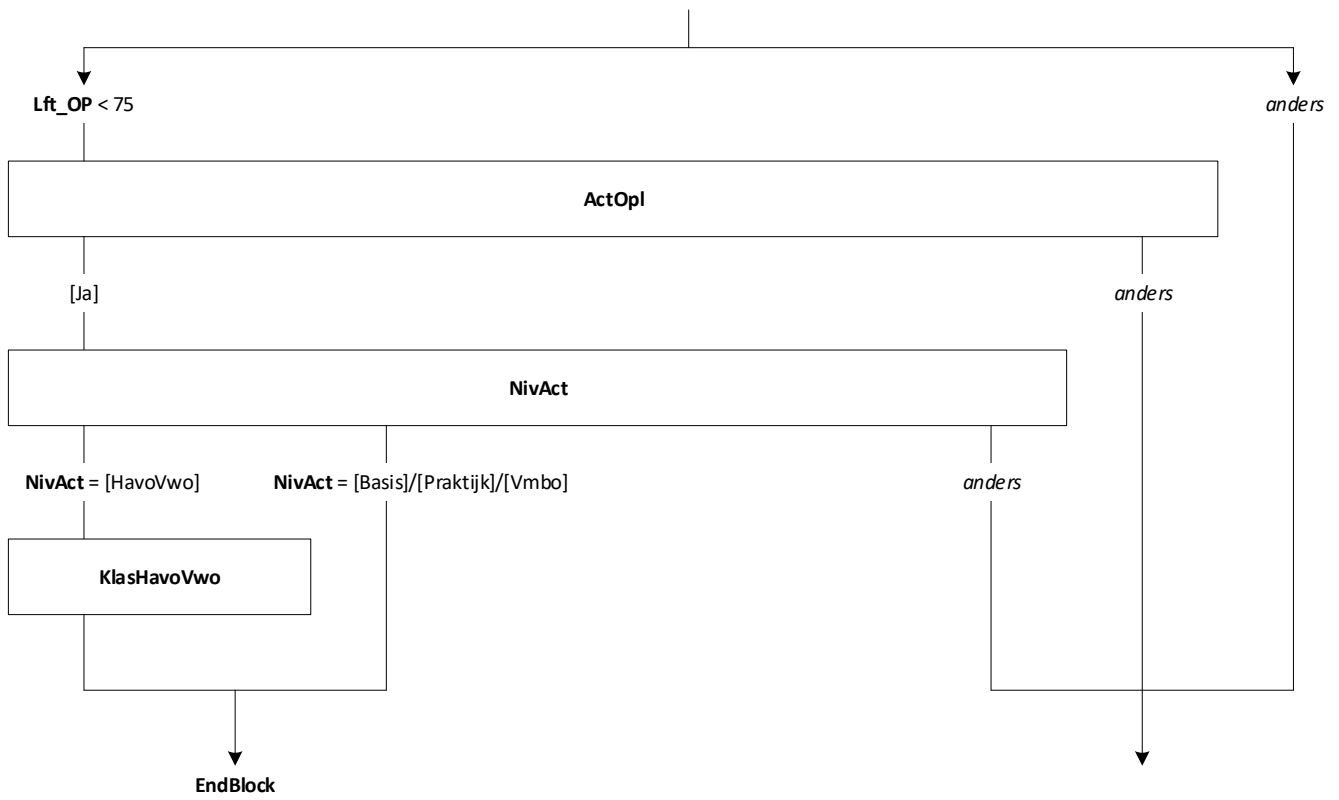 Lft_OP < 75
anders
ActOpl
[Ja]
anders
NivAct
NivAct = [HavoVwo]
NivAct = [Basis]/[Praktijk]/[Vmbo]
anders
KlasHavoVwo
EndBlock